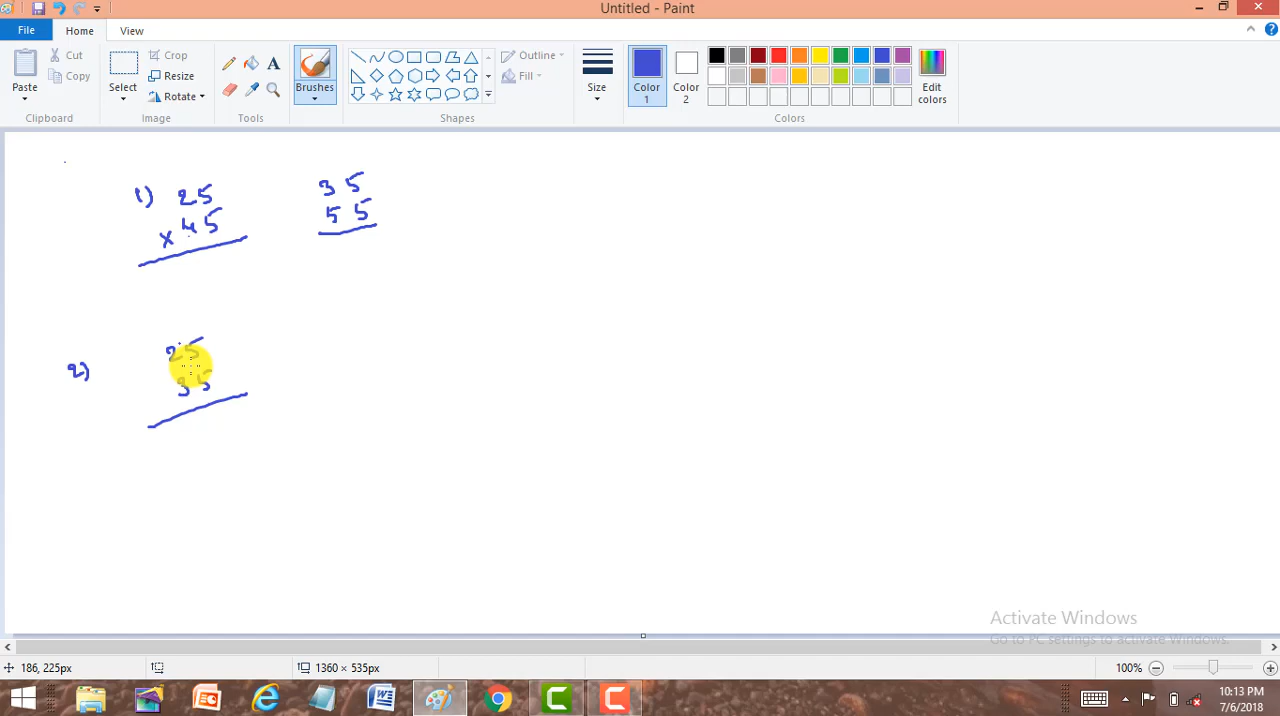 Untitled - Paint
File Home View
Paste
Cut
Copy
Clipboard
Select
Crop
Resize
Rotate
Image
Tools
Brushes
Shapes
Outline
Fill
Size
Color 1
Color 2
Edit colors
Colors
1) 25
x 45
35
55
2) 25
35
Activate Windows
Go to PC settings to activate Windows.
186, 225px
1360 × 535px
100%
10:13 PM
7/6/2018